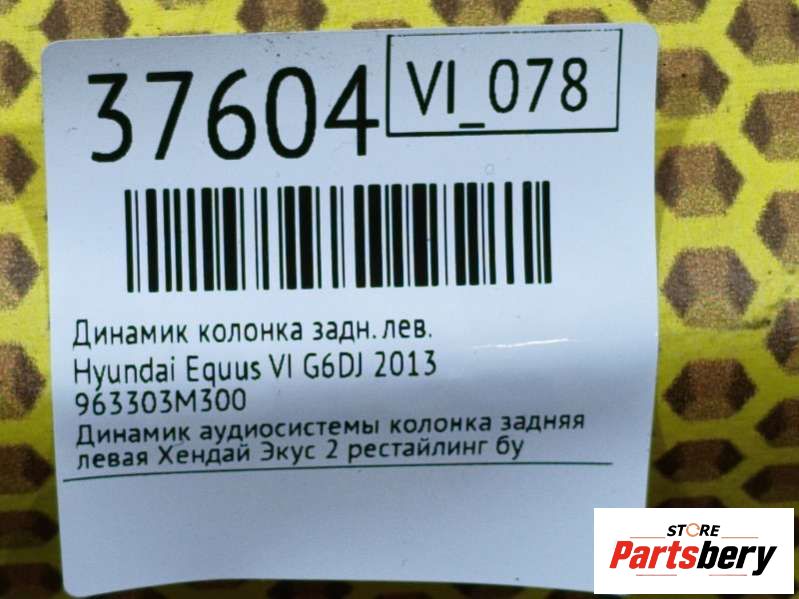 37604
VI_078
Динамик колонка задн. лев.
Hyundai Equus VI G6DJ 2013
963303M300
Динамик аудиосистемы колонка задняя
левая Хендай Экус 2 рестайлинг бу
STORE
Partsbery